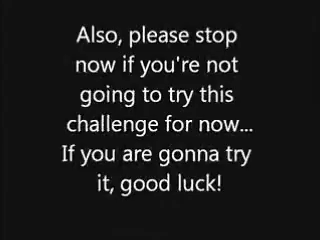 Also, please stop
now if you're not
going to try this
challenge for now...
If you are gonna try
it, good luck!